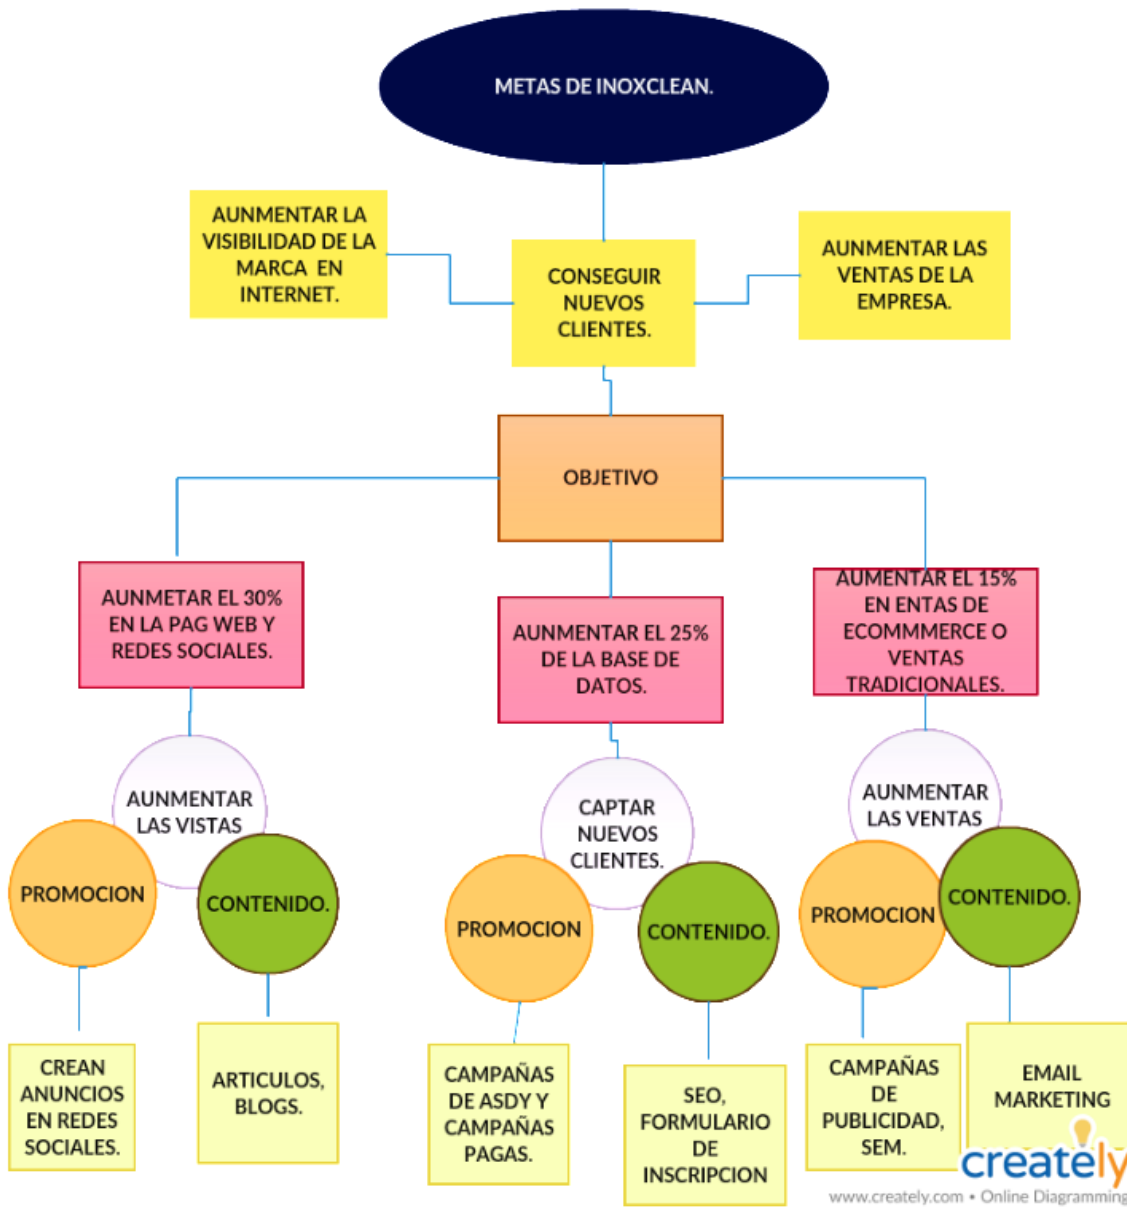 METAS DE INOXCLEAN.
AUNMENTAR LA
VISIBILIDAD DE LA
MARCA EN
INTERNET.
CONSEGUIR
NUEVOS
CLIENTES.
AUNMENTAR LAS
VENTAS DE LA
EMPRESA.
OBJETIVO
AUNMETAR EL 30%
EN LA PAG WEB Y
REDES SOCIALES.
AUNMENTAR EL 25%
DE LA BASE DE
DATOS.
AUMENTAR EL 15%
EN ENTAS DE
ECOMMMERCE O
VENTAS
TRADICIONALES.
AUNMENTAR
LAS VISTAS
PROMOCION
CONTENIDO.
CAPTAR
NUEVOS
CLIENTES.
PROMOCION
CONTENIDO.
AUNMENTAR
LAS VENTAS
PROMOCION
CONTENIDO.
CREAN
ANUNCIOS
EN REDES
SOCIALES.
ARTICULOS,
BLOGS.
CAMPAÑAS
DE ASDY Y
CAMPAÑAS
PAGAS.
SEO,
FORMULARIO
DE
INSCRIPCION
CAMPAÑAS
DE
PUBLICIDAD,
SEM.
EMAIL
MARKETING
creately
www.creately.com • Online Diagramming